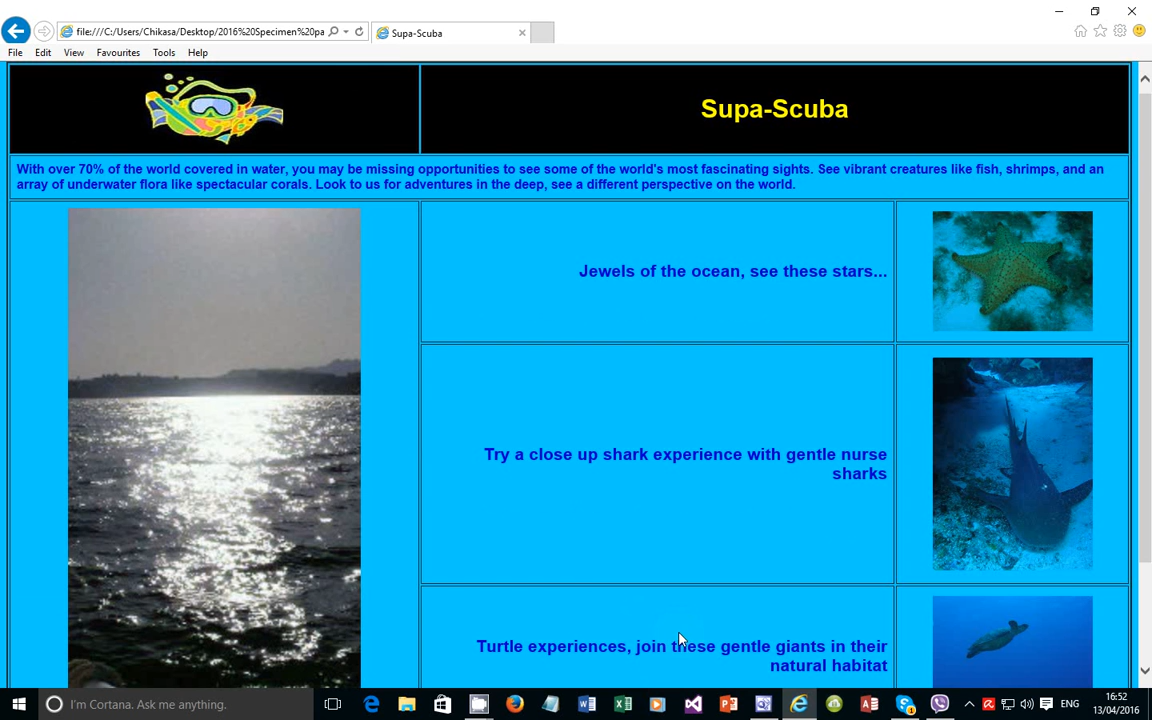 file:///C:/Users/Chikasa/Desktop/2016%20Specimen%20pa
Supa-Scuba
File Edit View Favourites Tools Help
Supa-Scuba
With over 70% of the world covered in water, you may be missing opportunities to see some of the world's most fascinating sights. See vibrant creatures like fish, shrimps, and an
array of underwater flora like spectacular corals. Look to us for adventures in the deep, see a different perspective on the world.
Jewels of the ocean, see these stars...
Try a close up shark experience with gentle nurse
sharks
Turtle experiences, join these gentle giants in their
natural habitat
I'm Cortana. Ask me anything.
ENG
16:52
13/04/2016